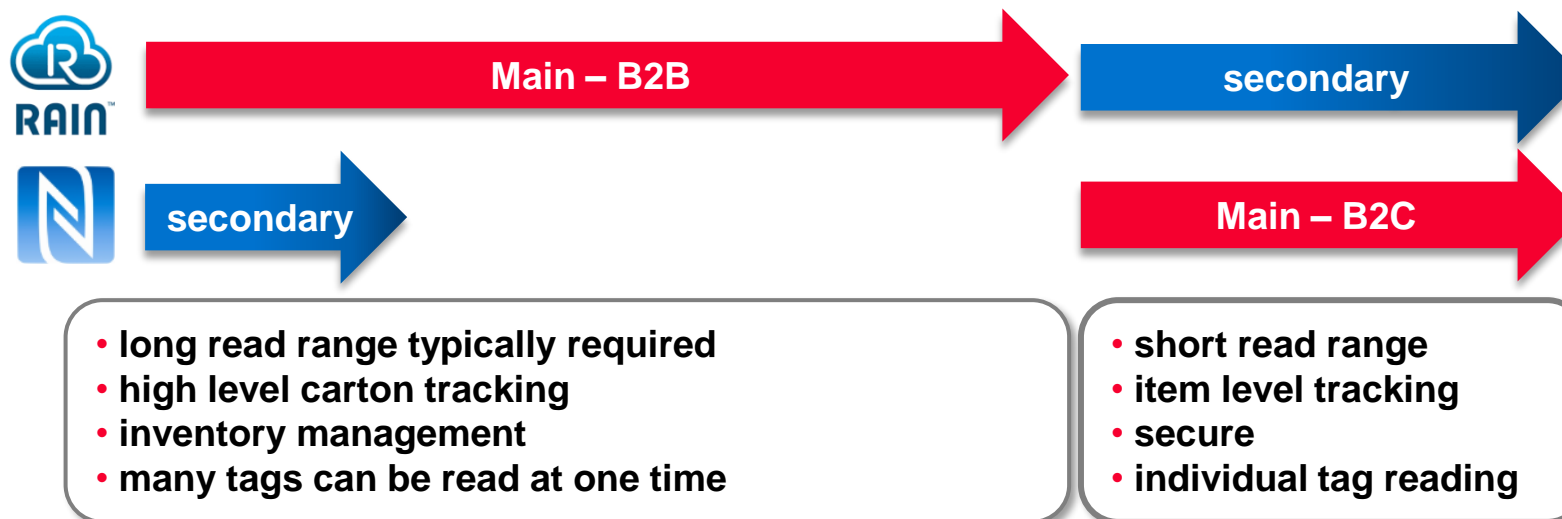 Main – B2B
secondary
RAIN™
secondary
Main – B2C
• long read range typically required
• high level carton tracking
• inventory management
• many tags can be read at one time
• short read range
• item level tracking
• secure
• individual tag reading